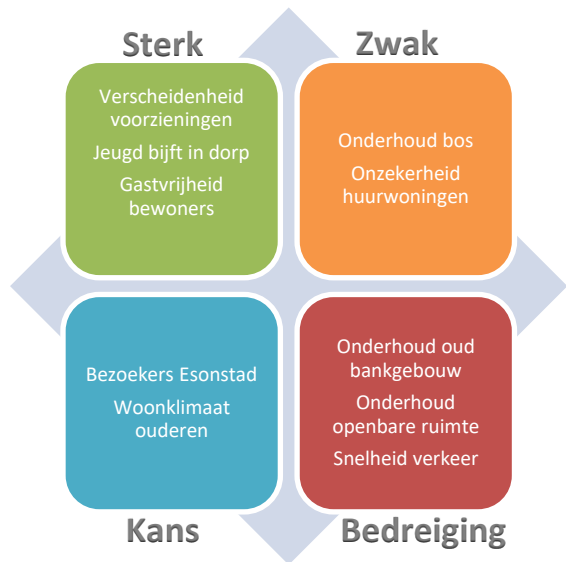 Sterk
Zwak
Verscheidenheid
voorzieningen
Jeugd bijft in dorp
Gastvrijheid
bewoners
Onderhoud bos
Onzekerheid
huurwoningen
Bezoekers Esonstad
Woonklimaat
ouderen
Onderhoud oud
bankgebouw
Onderhoud
openbare ruimte
Snelheid verkeer
Kans
Bedreiging